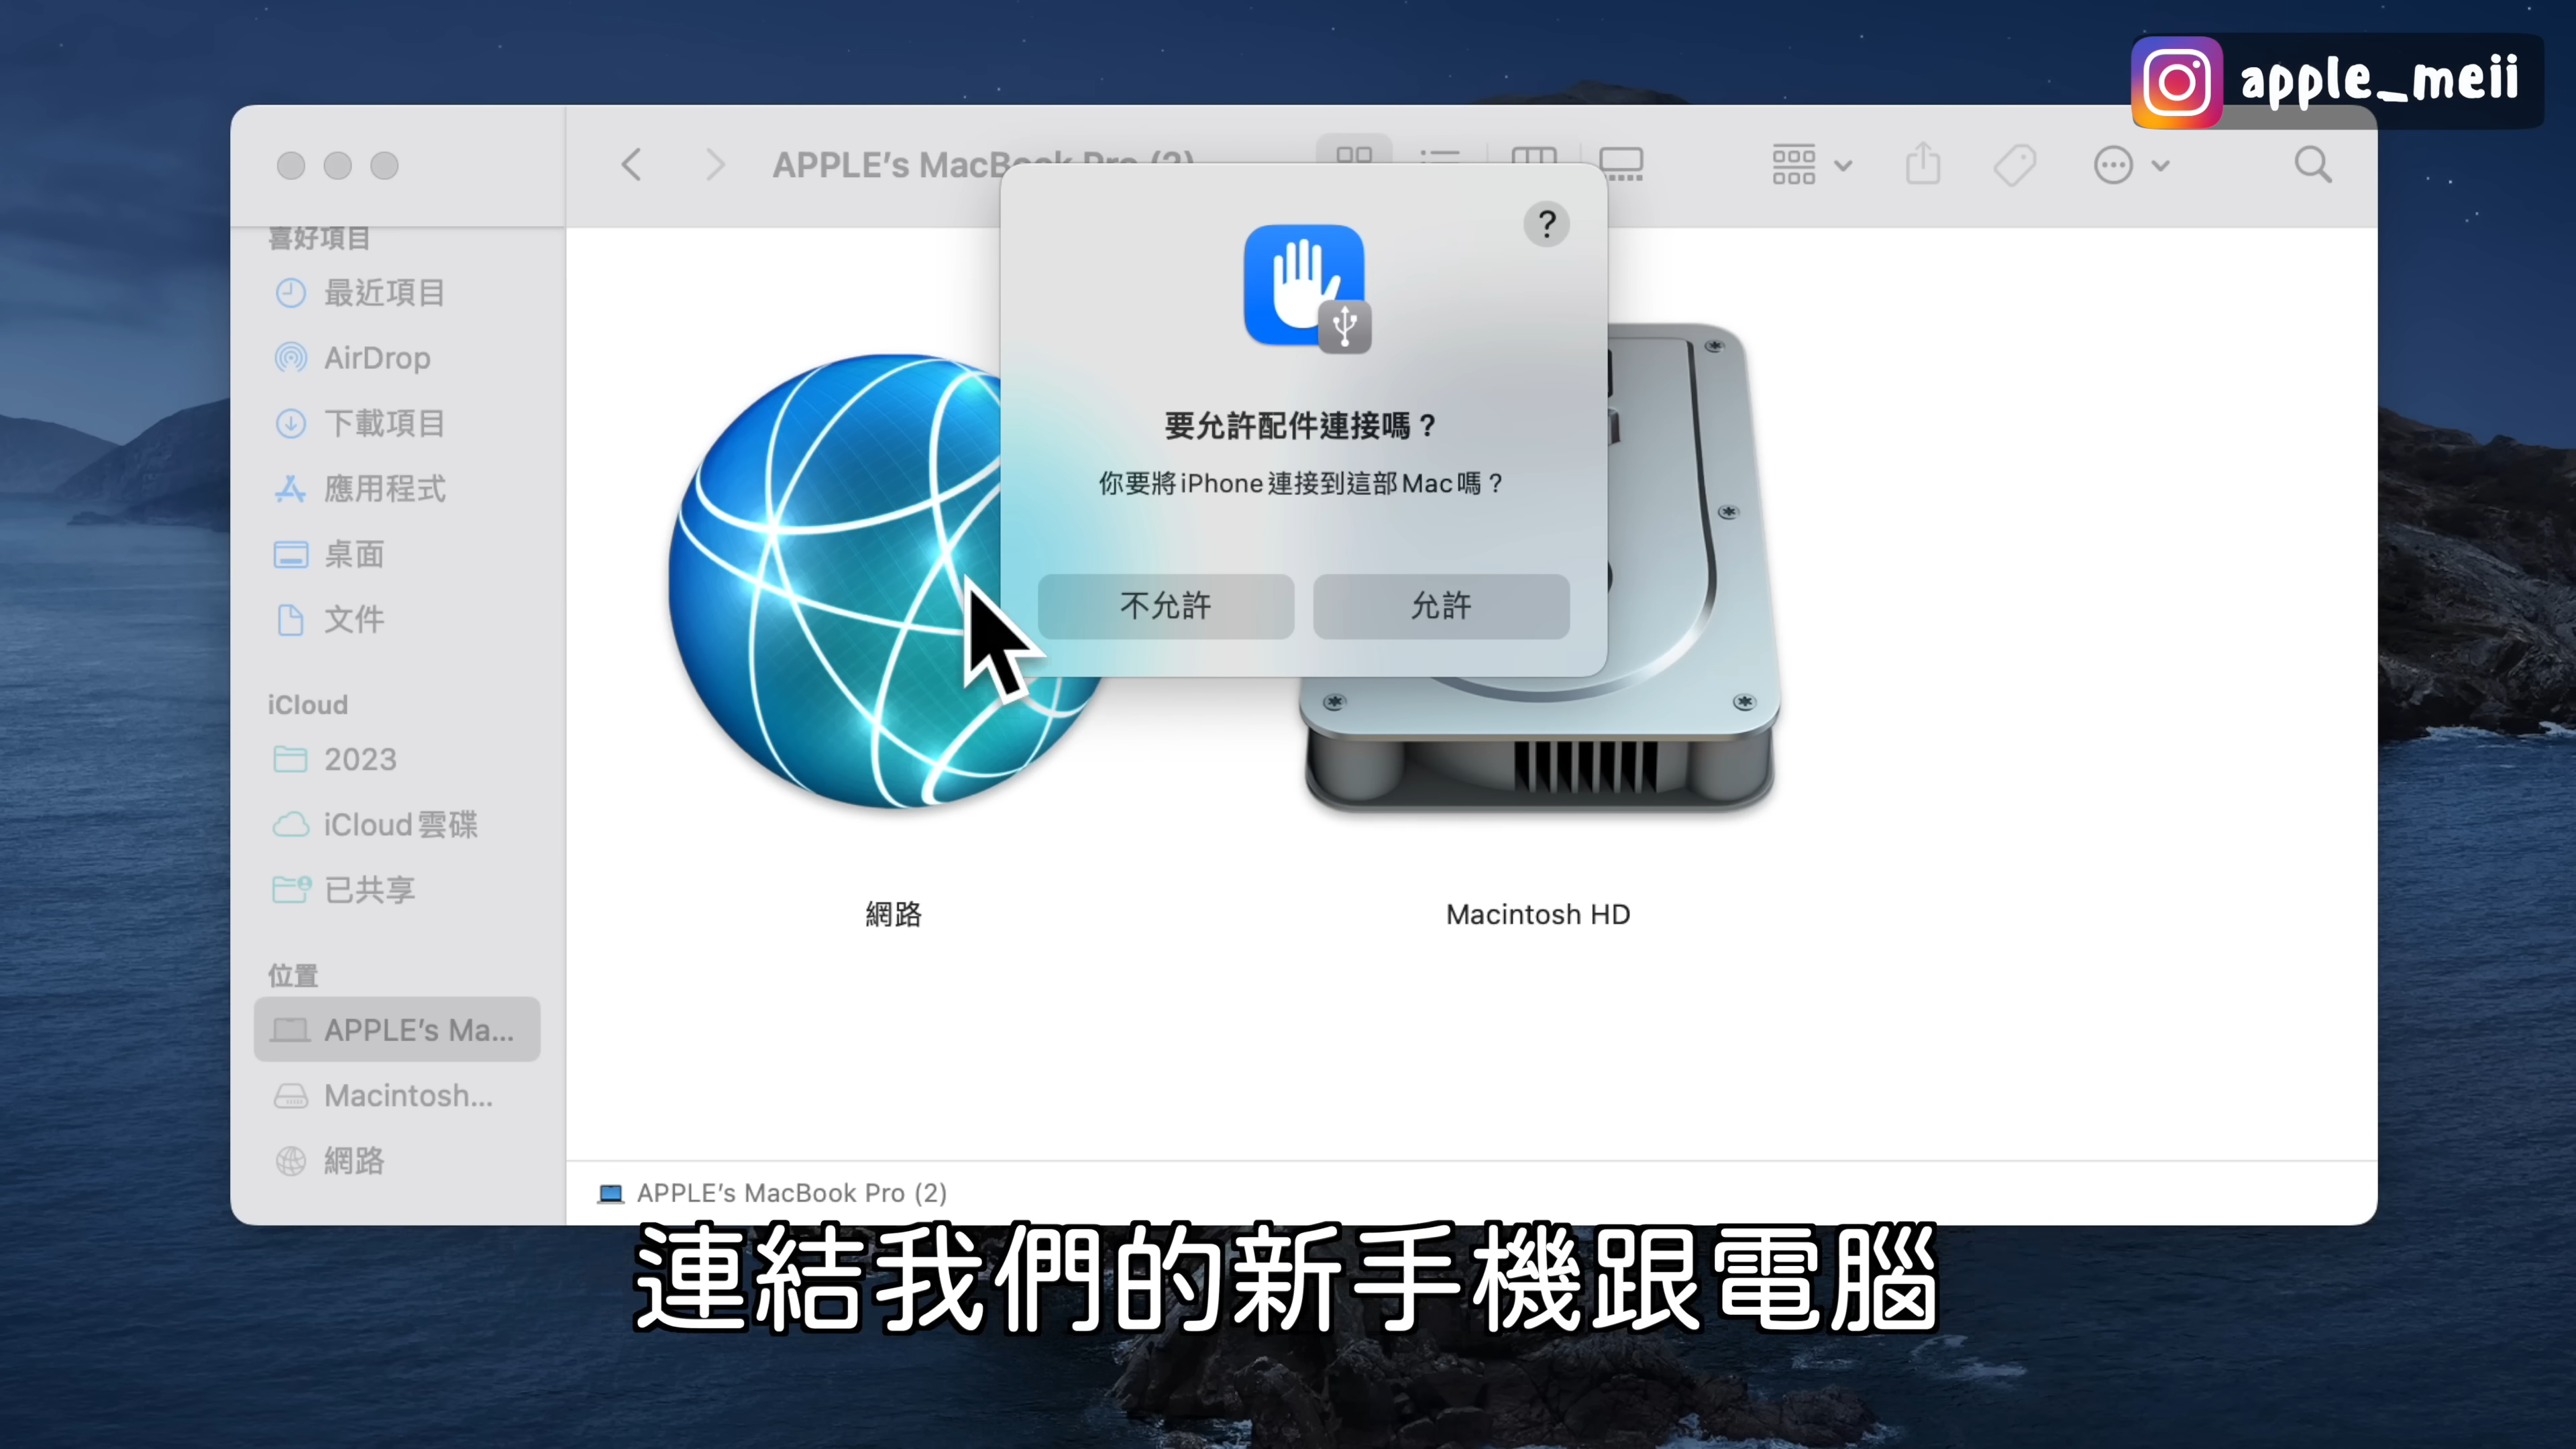 apple_meii
APPLE’s MacBook Pro (2)
喜好項目
最近項目
AirDrop
下載項目
應用程式
桌面
文件
iCloud
2023
iCloud雲碟
已共享
位置
APPLE’s Ma...
Macintosh...
網路
?
要允許配件連接嗎？
你要將iPhone連接到這部Mac嗎？
不允許
允許
網路
Macintosh HD
APPLE’s MacBook Pro (2)
連結我們的新手機跟電腦